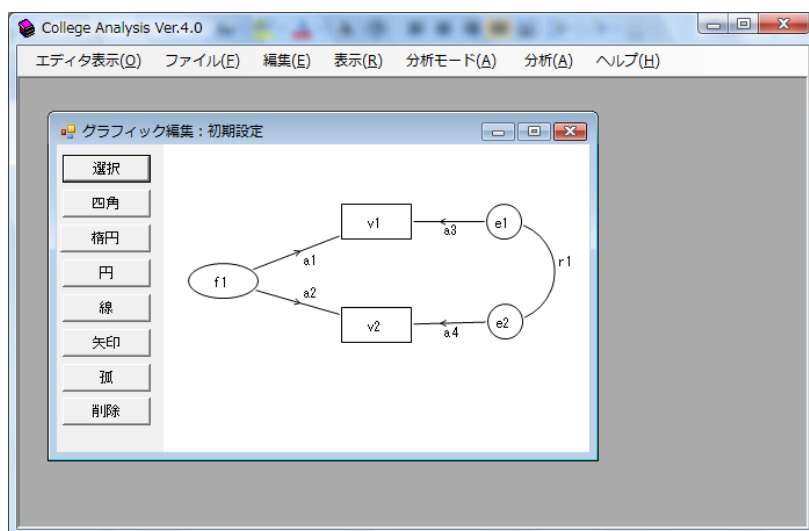 College Analysis Ver.4.0
エディタ表示(O) ファイル(F) 編集(E) 表示(R) 分析モード(A) 分析(A) ヘルプ(H)
グラフィック編集：初期設定
選択
四角
楕円
円
線
矢印
孤
削除
v1
e1
a3
a1
r1
f1
a2
v2
e2
a4